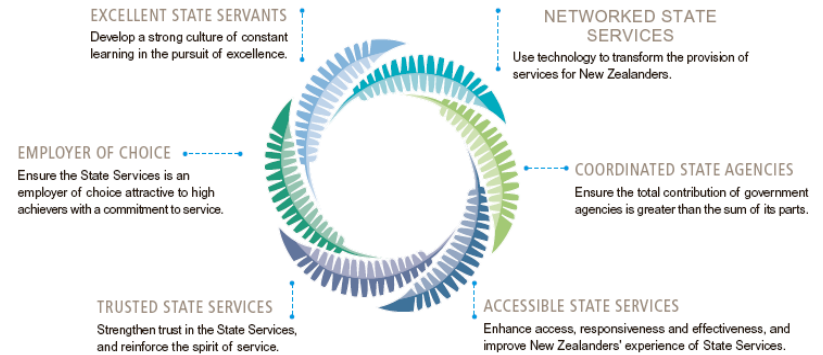 EXCELLENT STATE SERVANTS
Develop a strong culture of constant
learning in the pursuit of excellence.
NETWORKED STATE
SERVICES
Use technology to transform the provision of
services for New Zealanders.
EMPLOYER OF CHOICE
Ensure the State Services is an
employer of choice attractive to high
achievers with a commitment to service.
COORDINATED STATE AGENCIES
Ensure the total contribution of government
agencies is greater than the sum of its parts.
TRUSTED STATE SERVICES
Strengthen trust in the State Services,
and reinforce the spirit of service.
ACCESSIBLE STATE SERVICES
Enhance access, responsiveness and effectiveness, and
improve New Zealanders' experience of State Services.